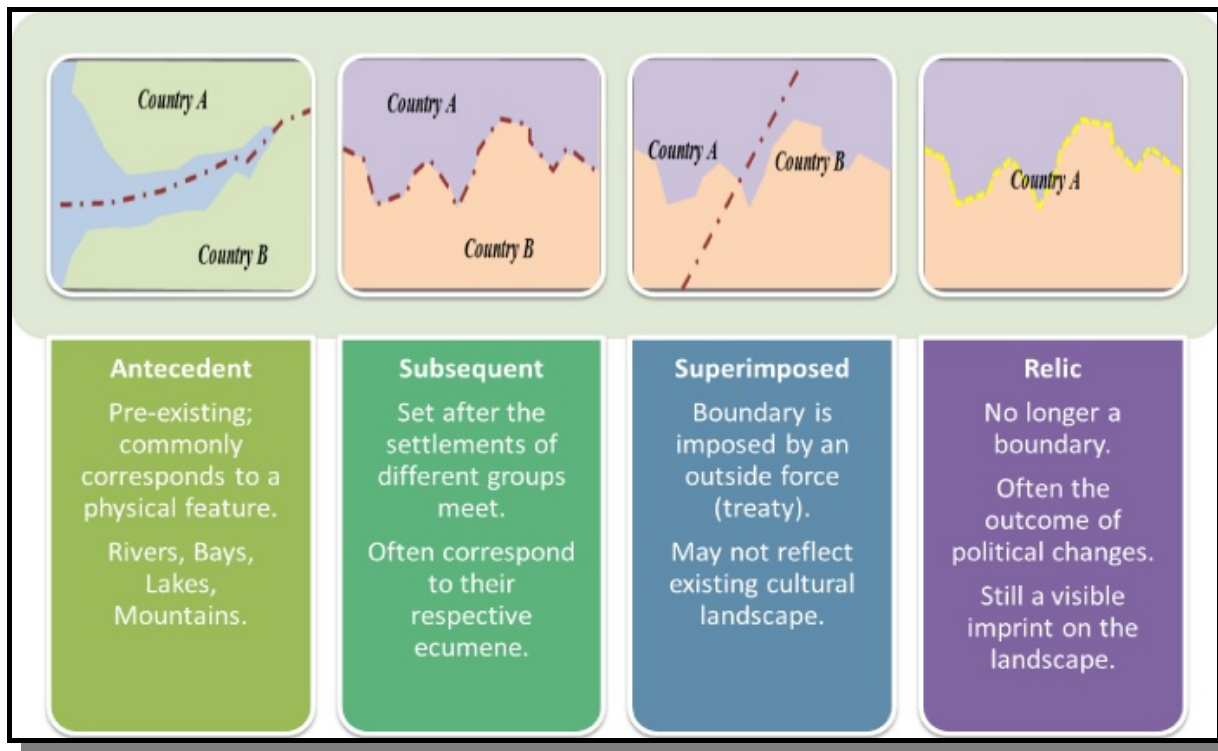 Country A
Country B
Country A
Country B
Country A
Country B
Country A
Antecedent
Pre-existing;
commonly
corresponds to a
physical feature.
Rivers, Bays,
Lakes,
Mountains.
Subsequent
Set after the
settlements of
different groups
meet.
Often correspond
to their
respective
ecumene.
Superimposed
Boundary is
imposed by an
outside force
(treaty).
May not reflect
existing cultural
landscape.
Relic
No longer a
boundary.
Often the
outcome of
political changes.
Still a visible
imprint on the
landscape.